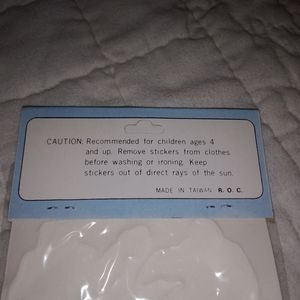 CAUTION: Recommended for children ages 4
and up. Remove stickers from clothes
before washing or ironing. Keep
stickers out of direct rays of the sun.
MADE IN TAIWAN R. O. C.